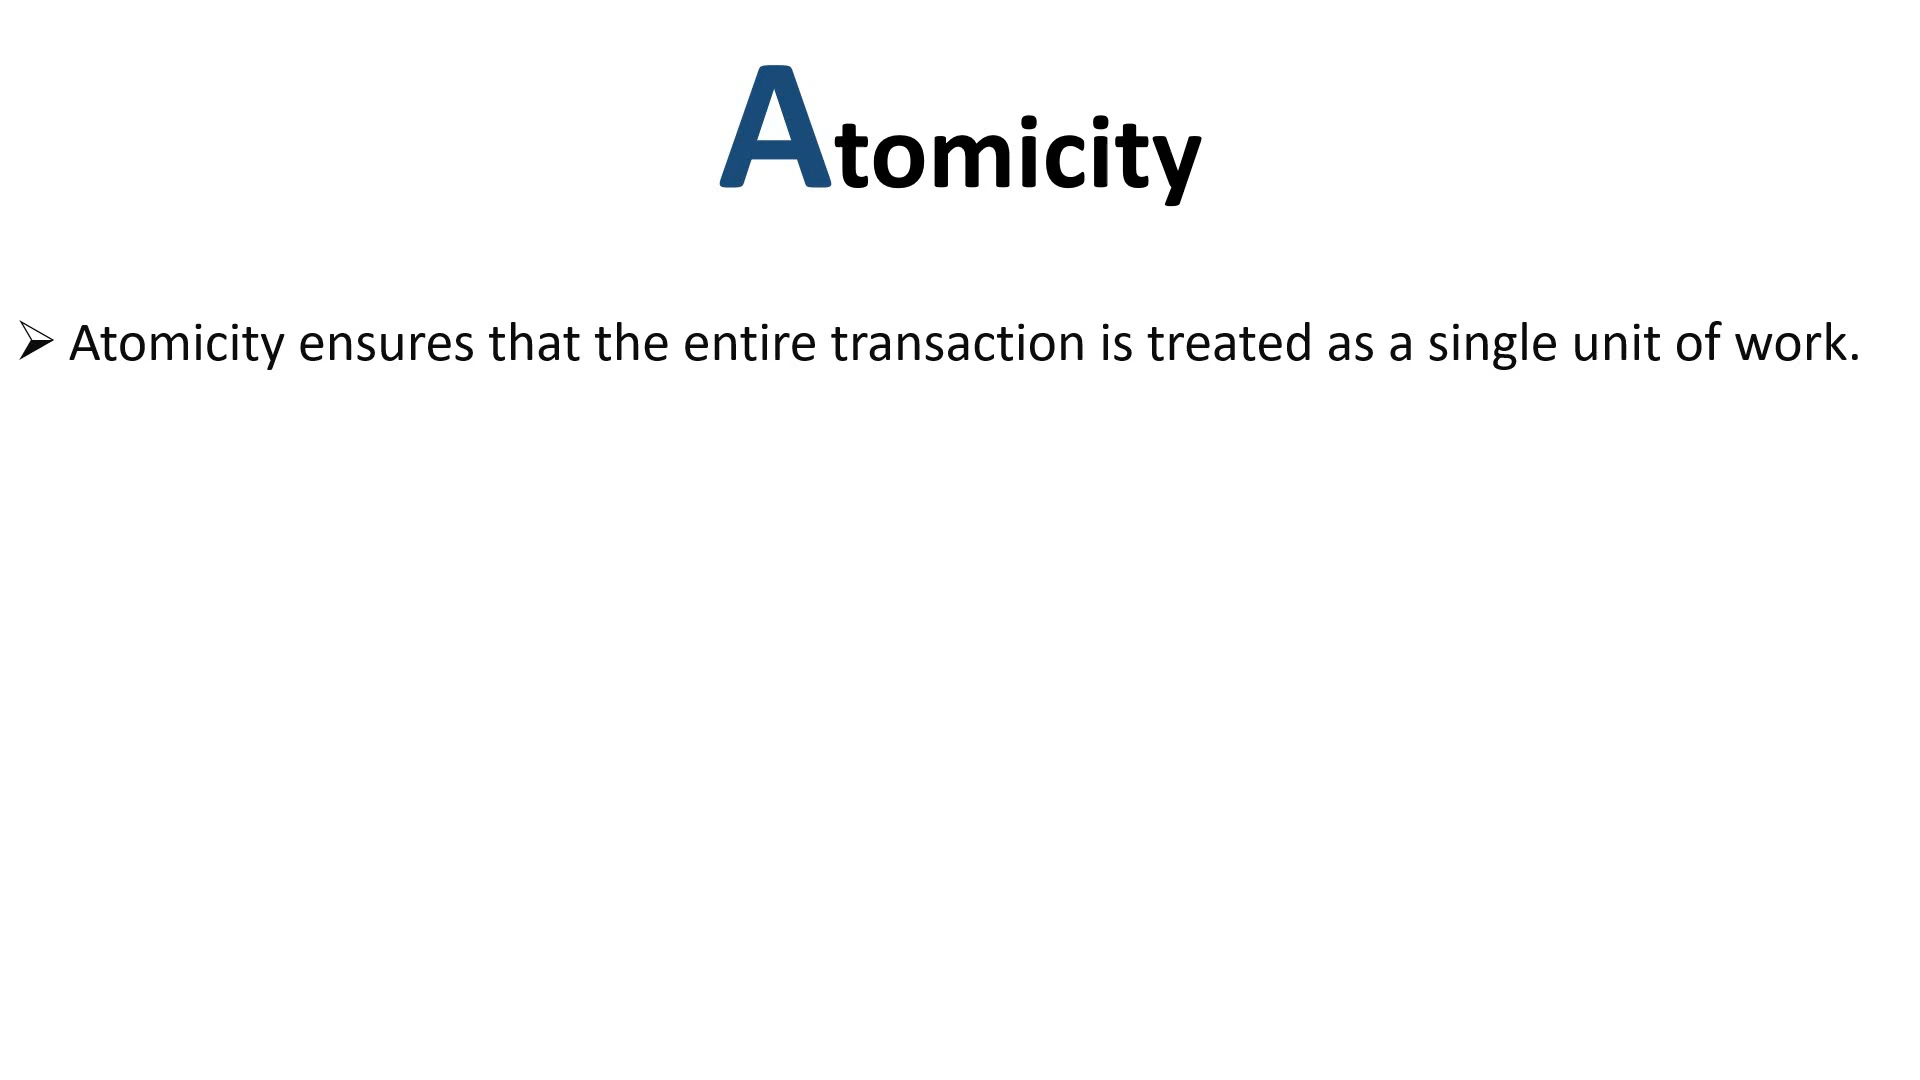 Atomicity
➢ Atomicity ensures that the entire transaction is treated as a single unit of work.